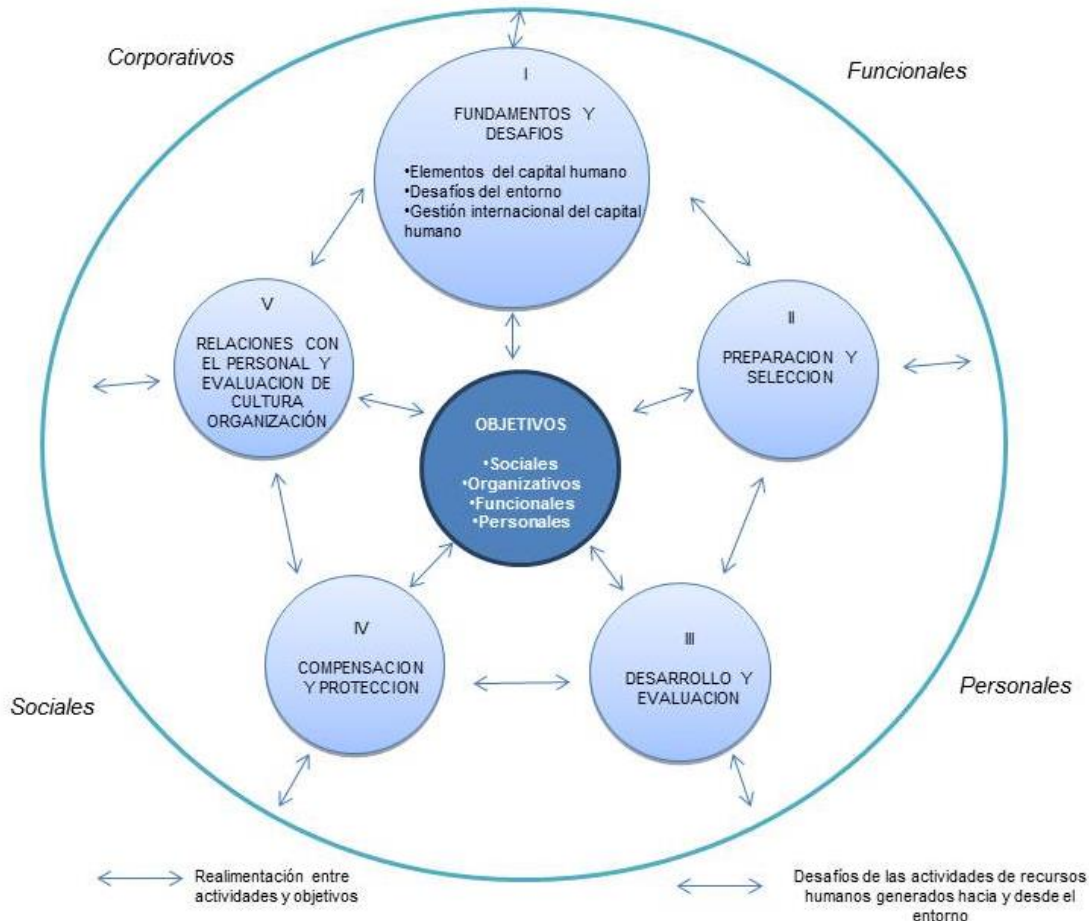 Corporativos
Funcionales
I
FUNDAMENTOS Y
DESAFIOS
•Elementos del capital humano
•Desafíos del entorno
•Gestión internacional del capital
humano
V
RELACIONES CON
EL PERSONAL Y
EVALUACION DE
CULTURA
ORGANIZACIÓN
II
PREPARACION Y
SELECCION
OBJETIVOS
•Sociales
•Organizativos
•Funcionales
•Personales
IV
COMPENSACION
Y PROTECCION
III
DESARROLLO Y
EVALUACION
Sociales
Personales
Realimentación entre
actividades y objetivos
Desafíos de las actividades de recursos
humanos generados hacia y desde el
entorno